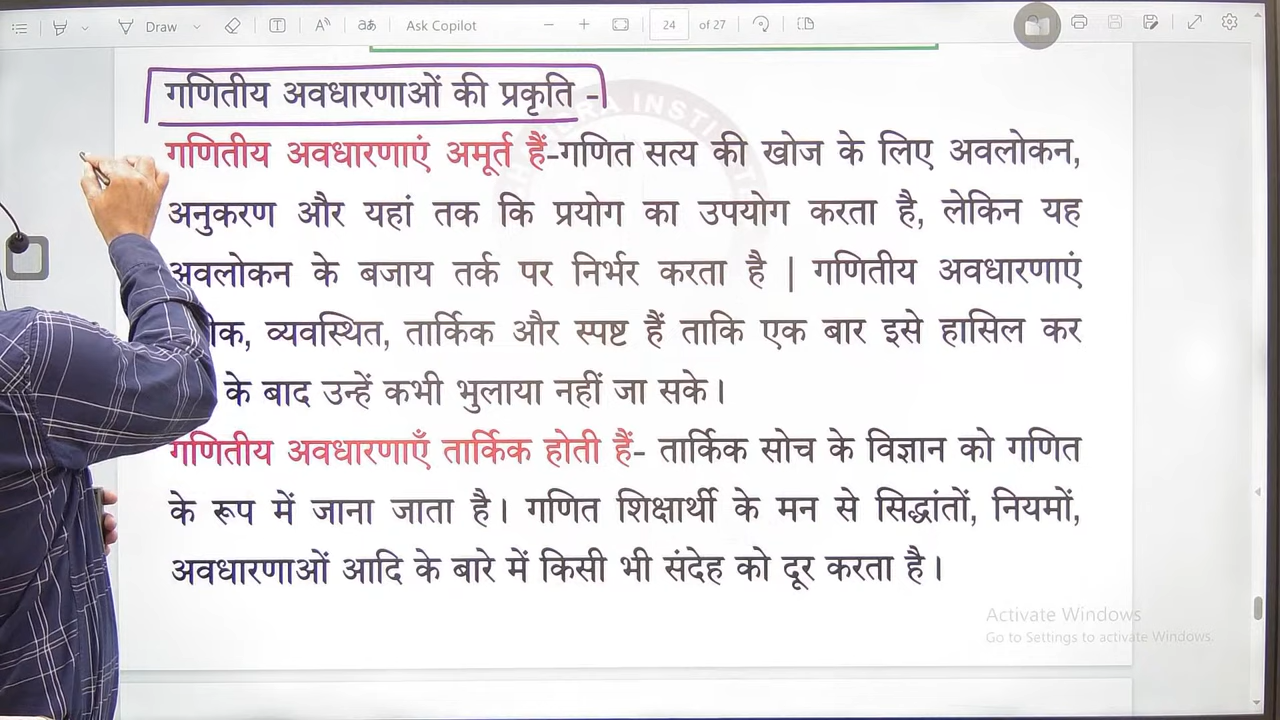 Draw
Ask Copilot
24 of 27
गणितीय अवधारणाओं की प्रकृति -
गणितीय अवधारणाएं अमूर्त हैं-गणित सत्य की खोज के लिए अवलोकन,
अनुकरण और यहां तक कि प्रयोग का उपयोग करता है, लेकिन यह
अवलोकन के बजाय तर्क पर निर्भर करता है | गणितीय अवधारणाएं
व्यवस्थित, तार्किक और स्पष्ट हैं ताकि एक बार इसे हासिल कर
के बाद उन्हें कभी भुलाया नहीं जा सके।
गणितीय अवधारणाएँ तार्किक होती हैं- तार्किक सोच के विज्ञान को गणित
के रूप में जाना जाता है। गणित शिक्षार्थी के मन से सिद्धांतों, नियमों,
अवधारणाओं आदि के बारे में किसी भी संदेह को दूर करता है।
Activate Windows
Go to Settings to activate Windows.